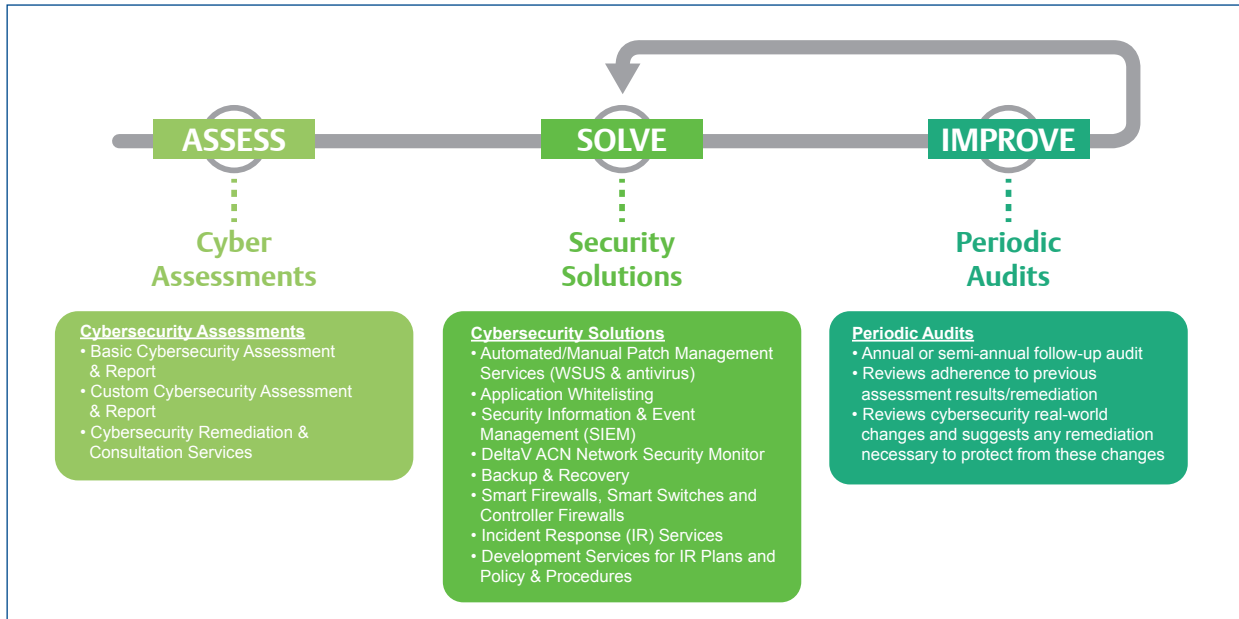 ASSESS
SOLVE
IMPROVE
Cyber
Assessments
Security
Solutions
Periodic
Audits
Cybersecurity Assessments
• Basic Cybersecurity Assessment
& Report
• Custom Cybersecurity Assessment
& Report
• Cybersecurity Remediation &
Consultation Services
Cybersecurity Solutions
• Automated/Manual Patch Management
Services (WSUS & antivirus)
• Application Whitelisting
• Security Information & Event
Management (SIEM)
• DeltaV ACN Network Security Monitor
• Backup & Recovery
• Smart Firewalls, Smart Switches and
Controller Firewalls
• Incident Response (IR) Services
• Development Services for IR Plans and
Policy & Procedures
Periodic Audits
• Annual or semi-annual follow-up audit
• Reviews adherence to previous
assessment results/remediation
• Reviews cybersecurity real-world
changes and suggests any remediation
necessary to protect from these changes